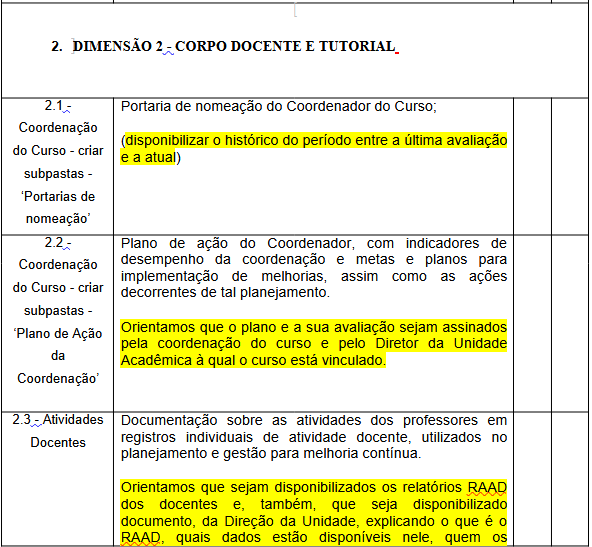 2. DIMENSÃO 2 - CORPO DOCENTE E TUTORIAL
2.1 -
Coordenação
do Curso - criar
subpastas -
‘Portarias de
nomeação’
Portaria de nomeação do Coordenador do Curso;
(disponibilizar o histórico do período entre a última avaliação
e a atual)
2.2 -
Coordenação
do Curso - criar
subpastas -
‘Plano de Ação
da
Coordenação’
Plano de ação do Coordenador, com indicadores de
desempenho da coordenação e metas e planos para
implementação de melhorias, assim como as ações
decorrentes de tal planejamento.
Orientamos que o plano e a sua avaliação sejam assinados
pela coordenação do curso e pelo Diretor da Unidade
Acadêmica à qual o curso está vinculado.
2.3 - Atividades
Docentes
Documentação sobre as atividades dos professores em
registros individuais de atividade docente, utilizados no
planejamento e gestão para melhoria contínua.
Orientamos que sejam disponibilizados os relatórios RAAD
dos docentes e, também, que seja disponibilizado
documento, da Direção da Unidade, explicando o que é o
RAAD, quais dados estão disponíveis nele, quem os